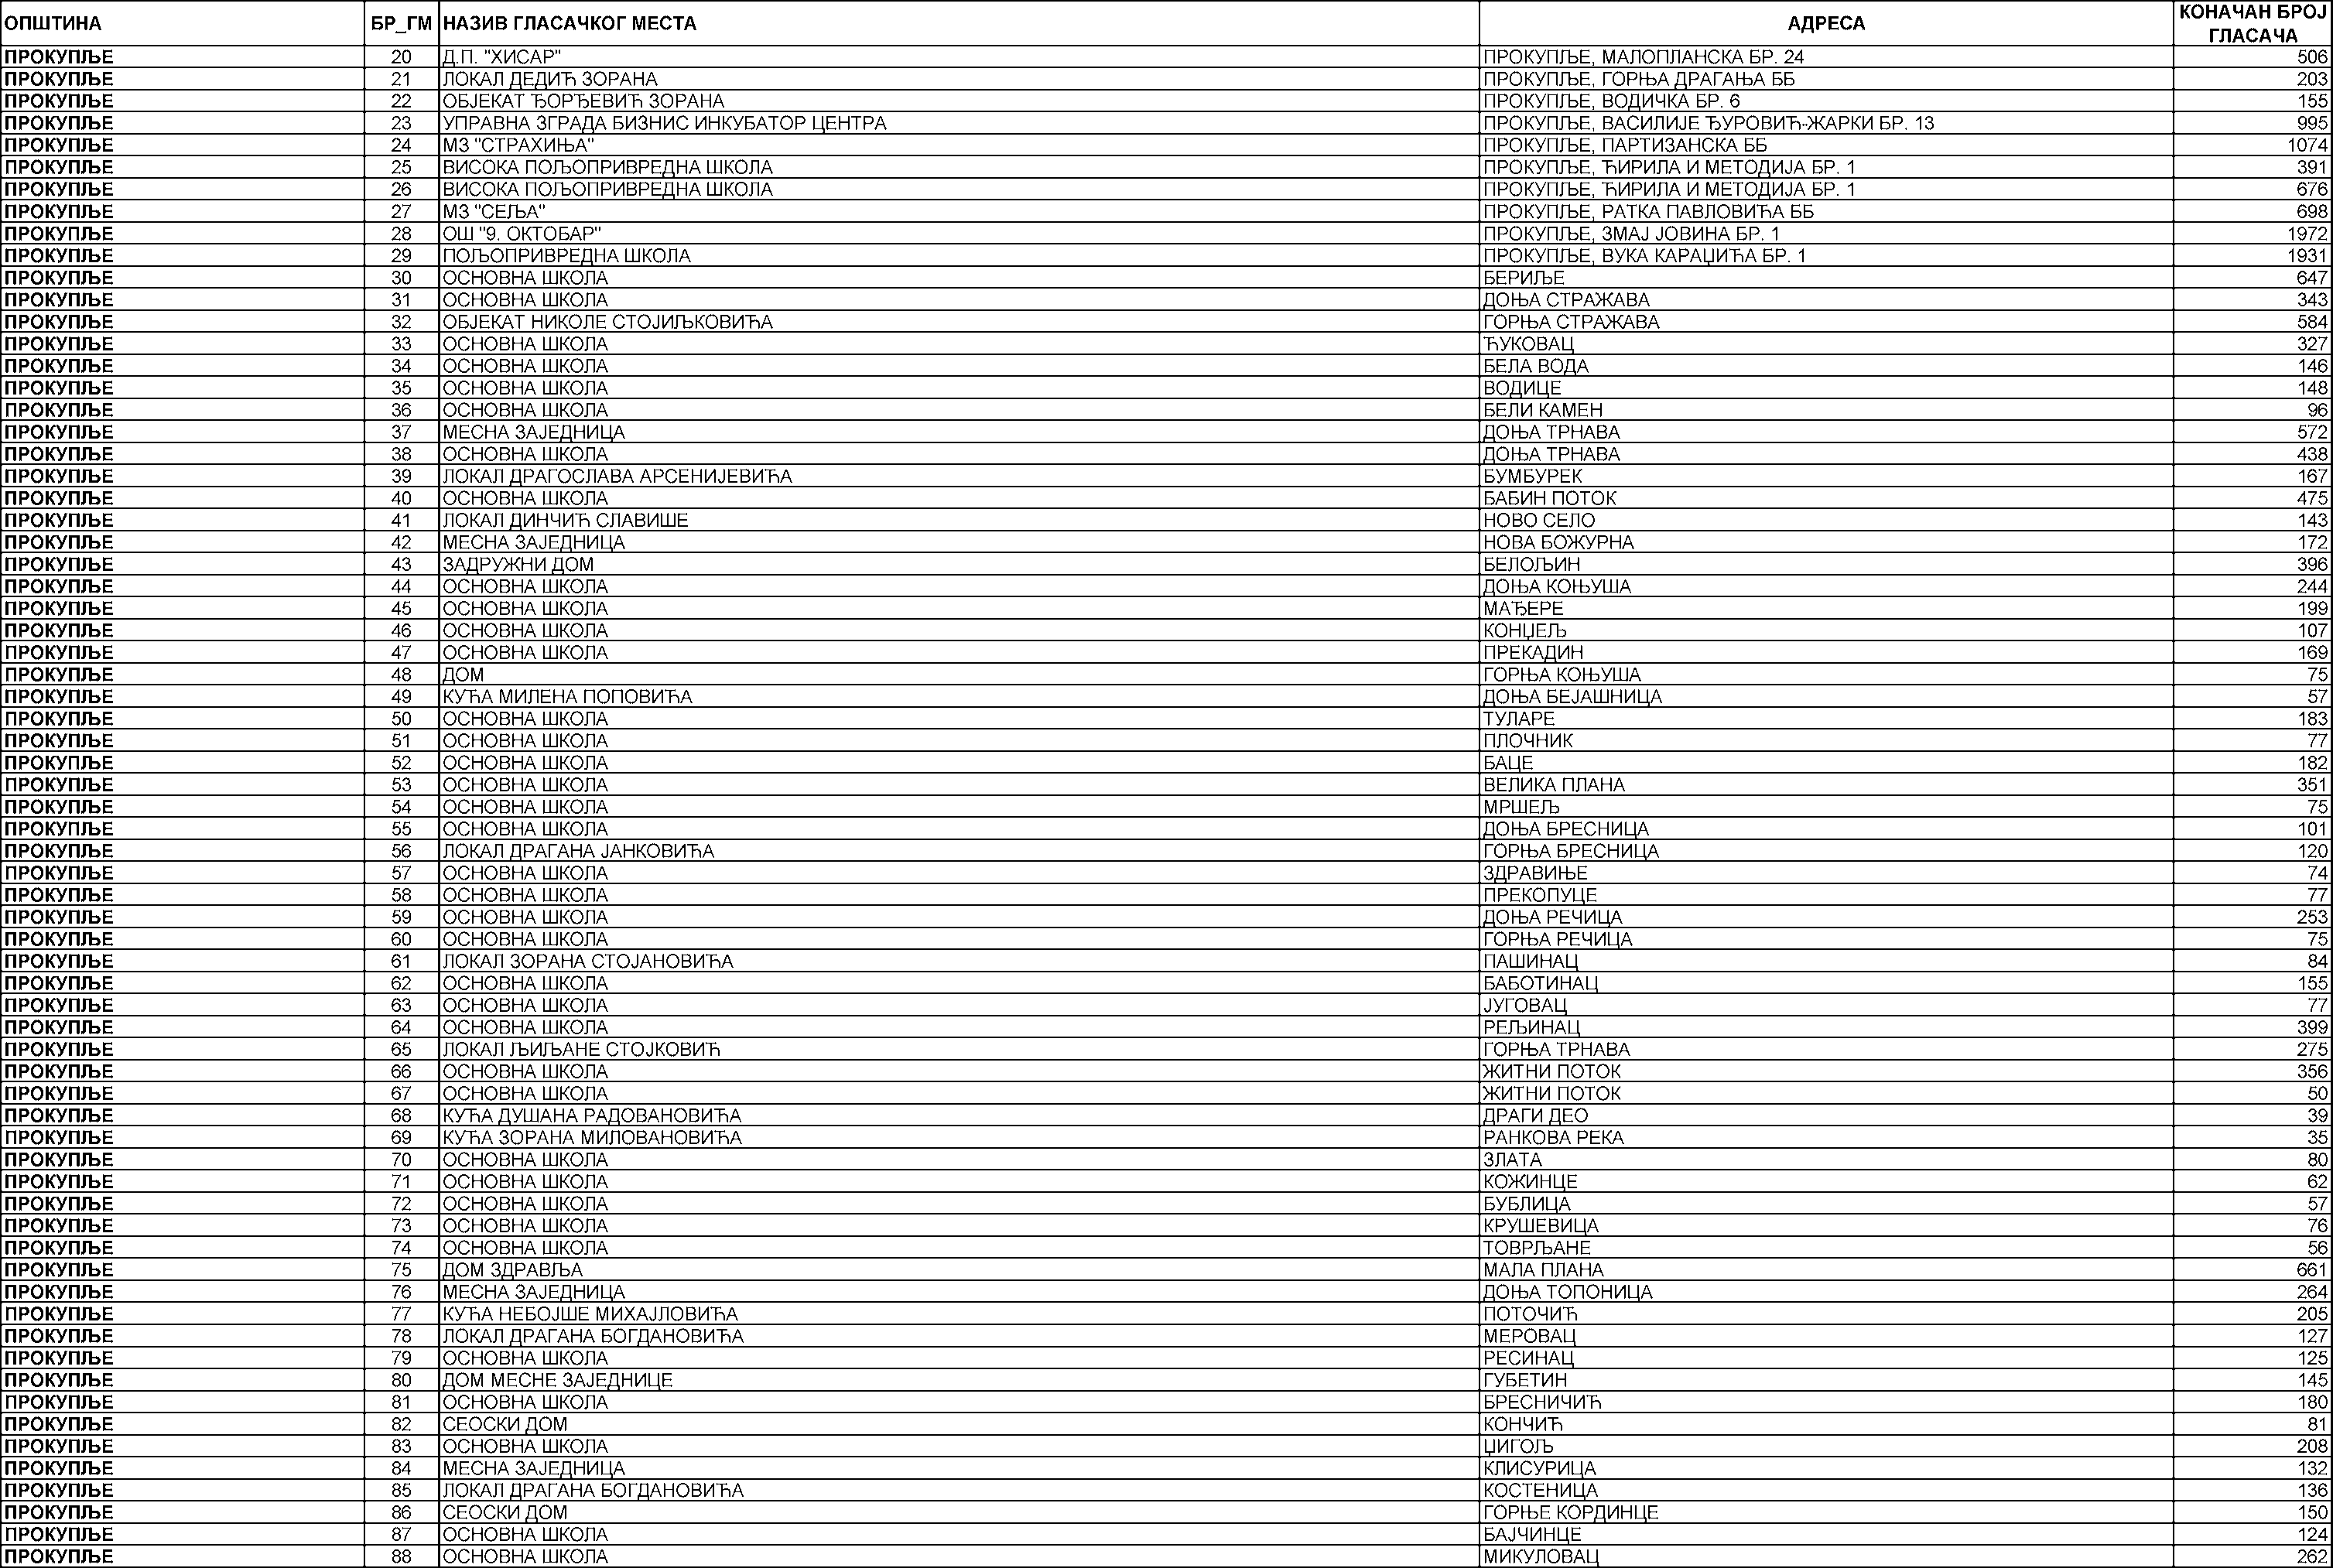 ОПШТИНА БР_ГМ НАЗИВ ГЛАСАЧКОГ МЕСТА АДРЕСА КОНАЧАН БРОЈ ГЛАСАЧА
ПРОКУПЉЕ 20 Д.П. "ХИСАР" ПРОКУПЉЕ, МАЛОПЛАНСКА БР. 24 506
ПРОКУПЉЕ 21 ЛОКАЛ ДЕДИЋ ЗОРАНА ПРОКУПЉЕ, ГОРЊА ДРАГАЊА ББ 203
ПРОКУПЉЕ 22 ОБЈЕКАТ ЂОРЂЕВИЋ ЗОРАНА ПРОКУПЉЕ, ВОДИЧКА БР. 6 155
ПРОКУПЉЕ 23 УПРАВНА ЗГРАДА БИЗНИС ИНКУБАТОР ЦЕНТРА ПРОКУПЉЕ, ВАСИЛИЈЕ ЂУРОВИЋ-ЖАРКИ БР. 13 995
ПРОКУПЉЕ 24 МЗ "СТРАХИЊА" ПРОКУПЉЕ, ПАРТИЗАНСКА ББ 1074
ПРОКУПЉЕ 25 ВИСОКА ПОЉОПРИВРЕДНА ШКОЛА ПРОКУПЉЕ, ЋИРИЛА И МЕТОДИЈА БР. 1 391
ПРОКУПЉЕ 26 ВИСОКА ПОЉОПРИВРЕДНА ШКОЛА ПРОКУПЉЕ, ЋИРИЛА И МЕТОДИЈА БР. 1 676
ПРОКУПЉЕ 27 МЗ "СЕЉА" ПРОКУПЉЕ, РАТКА ПАВЛОВИЋА ББ 698
ПРОКУПЉЕ 28 ОШ "9. ОКТОБАР" ПРОКУПЉЕ, ЗМАЈ ЈОВИНА БР. 1 1972
ПРОКУПЉЕ 29 ПОЉОПРИВРЕДНА ШКОЛА ПРОКУПЉЕ, ВУКА КАРАЏИЋА БР. 1 1931
ПРОКУПЉЕ 30 ОСНОВНА ШКОЛА БЕРИЉЕ 647
ПРОКУПЉЕ 31 ОСНОВНА ШКОЛА ДОЊА СТРАЖАВА 343
ПРОКУПЉЕ 32 ОБЈЕКАТ НИКОЛЕ СТОЈИЉКОВИЋА ГОРЊА СТРАЖАВА 584
ПРОКУПЉЕ 33 ОСНОВНА ШКОЛА ЋУКОВАЦ 327
ПРОКУПЉЕ 34 ОСНОВНА ШКОЛА БЕЛА ВОДА 146
ПРОКУПЉЕ 35 ОСНОВНА ШКОЛА ВОДИЦЕ 148
ПРОКУПЉЕ 36 ОСНОВНА ШКОЛА БЕЛИ КАМЕН 96
ПРОКУПЉЕ 37 МЕСНА ЗАЈЕДНИЦА ДОЊА ТРНАВА 572
ПРОКУПЉЕ 38 ОСНОВНА ШКОЛА ДОЊА ТРНАВА 438
ПРОКУПЉЕ 39 ЛОКАЛ ДРАГОСЛАВА АРСЕНИЈЕВИЋА БУМБУРЕК 167
ПРОКУПЉЕ 40 ОСНОВНА ШКОЛА БАБИН ПОТОК 475
ПРОКУПЉЕ 41 ЛОКАЛ ДИНЧИЋ СЛАВИШЕ НОВО СЕЛО 143
ПРОКУПЉЕ 42 МЕСНА ЗАЈЕДНИЦА НОВА БОЖУРНА 172
ПРОКУПЉЕ 43 ЗАДРУЖНИ ДОМ БЕЛОЉИН 396
ПРОКУПЉЕ 44 ОСНОВНА ШКОЛА ДОЊА КОЊУША 244
ПРОКУПЉЕ 45 ОСНОВНА ШКОЛА МАЂЕРЕ 199
ПРОКУПЉЕ 46 ОСНОВНА ШКОЛА КОНЏЕЉ 107
ПРОКУПЉЕ 47 ОСНОВНА ШКОЛА ПРЕКАДИН 169
ПРОКУПЉЕ 48 ДОМ ГОРЊА КОЊУША 75
ПРОКУПЉЕ 49 КУЋА МИЛЕНА ПОПОВИЋА ДОЊА БЕЈАШНИЦА 57
ПРОКУПЉЕ 50 ОСНОВНА ШКОЛА ТУЛАРЕ 183
ПРОКУПЉЕ 51 ОСНОВНА ШКОЛА ПЛОЧНИК 77
ПРОКУПЉЕ 52 ОСНОВНА ШКОЛА БАЦЕ 182
ПРОКУПЉЕ 53 ОСНОВНА ШКОЛА ВЕЛИКА ПЛАНА 351
ПРОКУПЉЕ 54 ОСНОВНА ШКОЛА МРШЕЉ 75
ПРОКУПЉЕ 55 ОСНОВНА ШКОЛА ДОЊА БРЕСНИЦА 101
ПРОКУПЉЕ 56 ЛОКАЛ ДРАГАНА ЈАНКОВИЋА ГОРЊА БРЕСНИЦА 120
ПРОКУПЉЕ 57 ОСНОВНА ШКОЛА ЗДРАВИЊЕ 74
ПРОКУПЉЕ 58 ОСНОВНА ШКОЛА ПРЕКОПУЦЕ 77
ПРОКУПЉЕ 59 ОСНОВНА ШКОЛА ДОЊА РЕЧИЦА 253
ПРОКУПЉЕ 60 ОСНОВНА ШКОЛА ГОРЊА РЕЧИЦА 75
ПРОКУПЉЕ 61 ЛОКАЛ ЗОРАНА СТОЈАНОВИЋА ПАШИНАЦ 84
ПРОКУПЉЕ 62 ОСНОВНА ШКОЛА БАБОТИНАЦ 155
ПРОКУПЉЕ 63 ОСНОВНА ШКОЛА ЈУГОВАЦ 77
ПРОКУПЉЕ 64 ОСНОВНА ШКОЛА РЕЉИНАЦ 399
ПРОКУПЉЕ 65 ЛОКАЛ ЉИЉАНЕ СТОЈКОВИЋ ГОРЊА ТРНАВА 275
ПРОКУПЉЕ 66 ОСНОВНА ШКОЛА ЖИТНИ ПОТОК 356
ПРОКУПЉЕ 67 ОСНОВНА ШКОЛА ЖИТНИ ПОТОК 50
ПРОКУПЉЕ 68 КУЋА ДУШАНА РАДОВАНОВИЋА ДРАГИ ДЕО 39
ПРОКУПЉЕ 69 КУЋА ЗОРАНА МИЛОВАНОВИЋА РАНКОВА РЕКА 35
ПРОКУПЉЕ 70 ОСНОВНА ШКОЛА ЗЛАТА 80
ПРОКУПЉЕ 71 ОСНОВНА ШКОЛА КОЖИНЦЕ 62
ПРОКУПЉЕ 72 ОСНОВНА ШКОЛА БУБЛИЦА 57
ПРОКУПЉЕ 73 ОСНОВНА ШКОЛА КРУШЕВИЦА 76
ПРОКУПЉЕ 74 ОСНОВНА ШКОЛА ТОВРЉАНЕ 56
ПРОКУПЉЕ 75 ДОМ ЗДРАВЉА МАЛА ПЛАНА 661
ПРОКУПЉЕ 76 МЕСНА ЗАЈЕДНИЦА ДОЊА ТОПОНИЦА 264
ПРОКУПЉЕ 77 КУЋА НЕБОЈШЕ МИХАЈЛОВИЋА ПОТОЧИЋ 205
ПРОКУПЉЕ 78 ЛОКАЛ ДРАГАНА БОГДАНОВИЋА МЕРОВАЦ 127
ПРОКУПЉЕ 79 ОСНОВНА ШКОЛА РЕСИНАЦ 125
ПРОКУПЉЕ 80 ДОМ МЕСНЕ ЗАЈЕДНИЦЕ ГУБЕТИН 145
ПРОКУПЉЕ 81 ОСНОВНА ШКОЛА БРЕСНИЧИЋ 180
ПРОКУПЉЕ 82 СЕОСКИ ДОМ КОНЧИЋ 81
ПРОКУПЉЕ 83 ОСНОВНА ШКОЛА ЏИГОЉ 208
ПРОКУПЉЕ 84 МЕСНА ЗАЈЕДНИЦА КЛИСУРИЦА 132
ПРОКУПЉЕ 85 ЛОКАЛ ДРАГАНА БОГДАНОВИЋА КОСТЕНИЦА 136
ПРОКУПЉЕ 86 СЕОСКИ ДОМ ГОРЊЕ КОРДИНЦЕ 150
ПРОКУПЉЕ 87 ОСНОВНА ШКОЛА БАЈЧИНЦЕ 124
ПРОКУПЉЕ 88 ОСНОВНА ШКОЛА МИКУЛОВАЦ 262